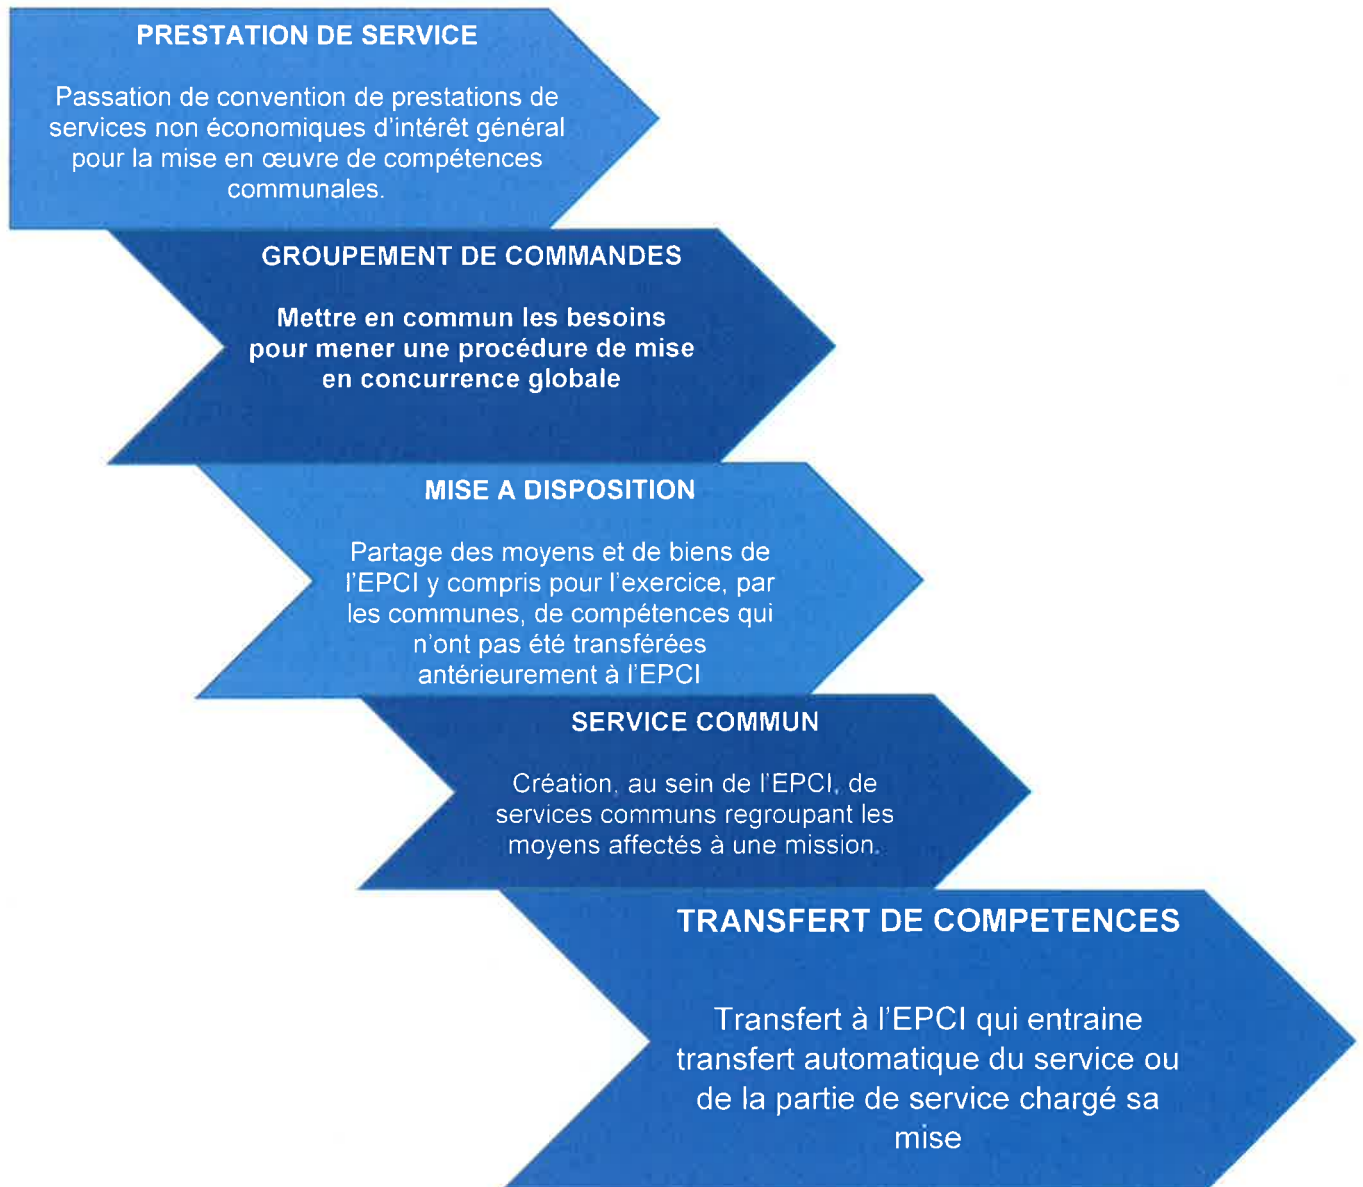 PRESTATION DE SERVICE
Passation de convention de prestations de
services non économiques d'intérêt général
pour la mise en œuvre de compétences
communales.
GROUPEMENT DE COMMANDES
Mettre en commun les besoins
pour mener une procédure de mise
en concurrence globale
MISE A DISPOSITION
Partage des moyens et de biens de
l'EPCI y compris pour l'exercice, par
les communes, de compétences qui
n'ont pas été transférées
antérieurement à l'EPCI
SERVICE COMMUN
Création, au sein de l'EPCI, de
services communs regroupant les
moyens affectés à une mission.
TRANSFERT DE COMPETENCES
Transfert à l'EPCI qui entraine
transfert automatique du service ou
de la partie de service chargé sa
mise